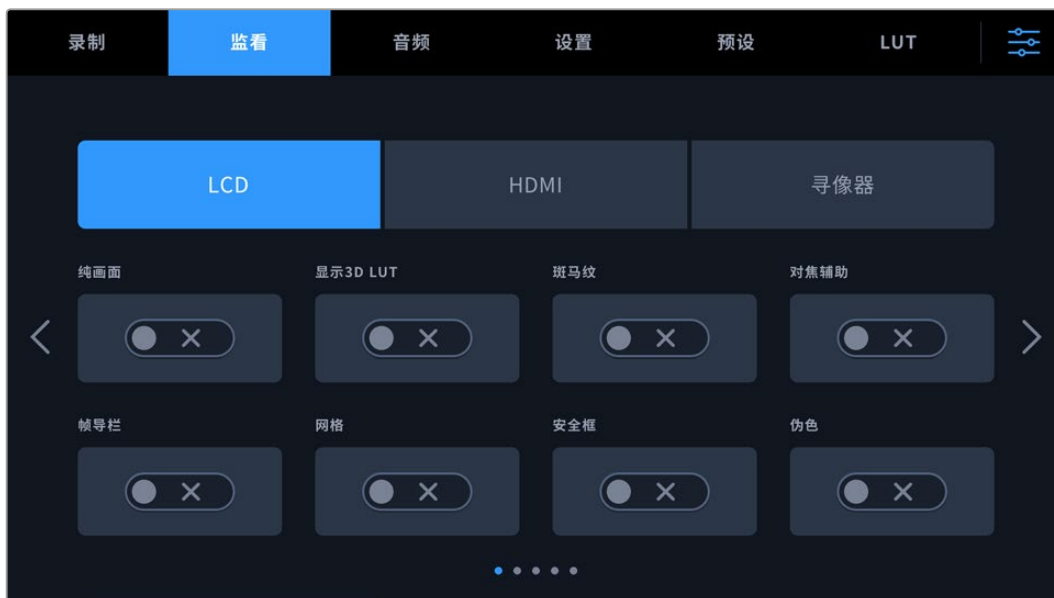 录制 监看 音频 设置 预设 LUT
LCD HDMI 寻像器
纯画面 显示3D LUT 斑马纹 对焦辅助
帧导栏 网格 安全框 伪色